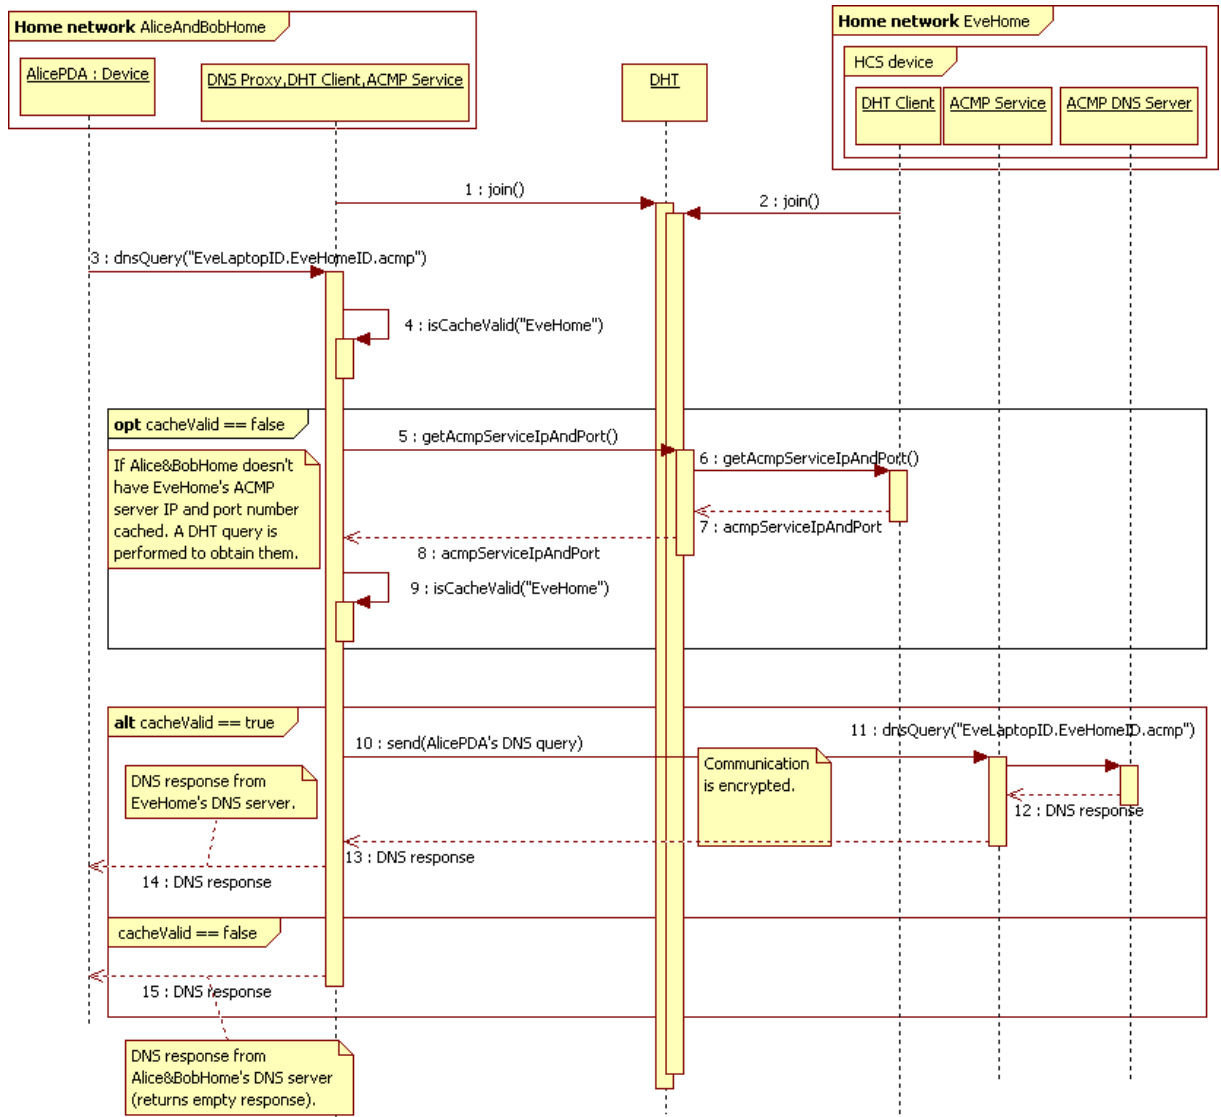 Home network AliceAndBobHome
AlicePDA : Device
DNS Proxy,DHT Client,ACMP Service
DHT
Home network EveHome
HCS device
DHT Client
ACMP Service
ACMP DNS Server
1 : join()
2 : join()
3 : dnsQuery("EveLaptopID.EveHomeID.acmp")
4 : isCacheValid("EveHome")
opt cacheValid == false
If Alice&BobHome doesn't
have EveHome's ACMP
server IP and port number
cached. A DHT query is
performed to obtain them.
5 : getAcmpServiceIpAndPort()
6 : getAcmpServiceIpAndPort()
7 : acmpServiceIpAndPort
8 : acmpServiceIpAndPort
9 : isCacheValid("EveHome")
alt cacheValid == true
10 : send(AlicePDA's DNS query)
11 : dnsQuery("EveLaptopID.EveHomeID.acmp")
Communication
is encrypted.
DNS response from
EveHome's DNS server.
12 : DNS response
13 : DNS response
14 : DNS response
cacheValid == false
15 : DNS response
DNS response from
Alice&BobHome's DNS server
(returns empty response).